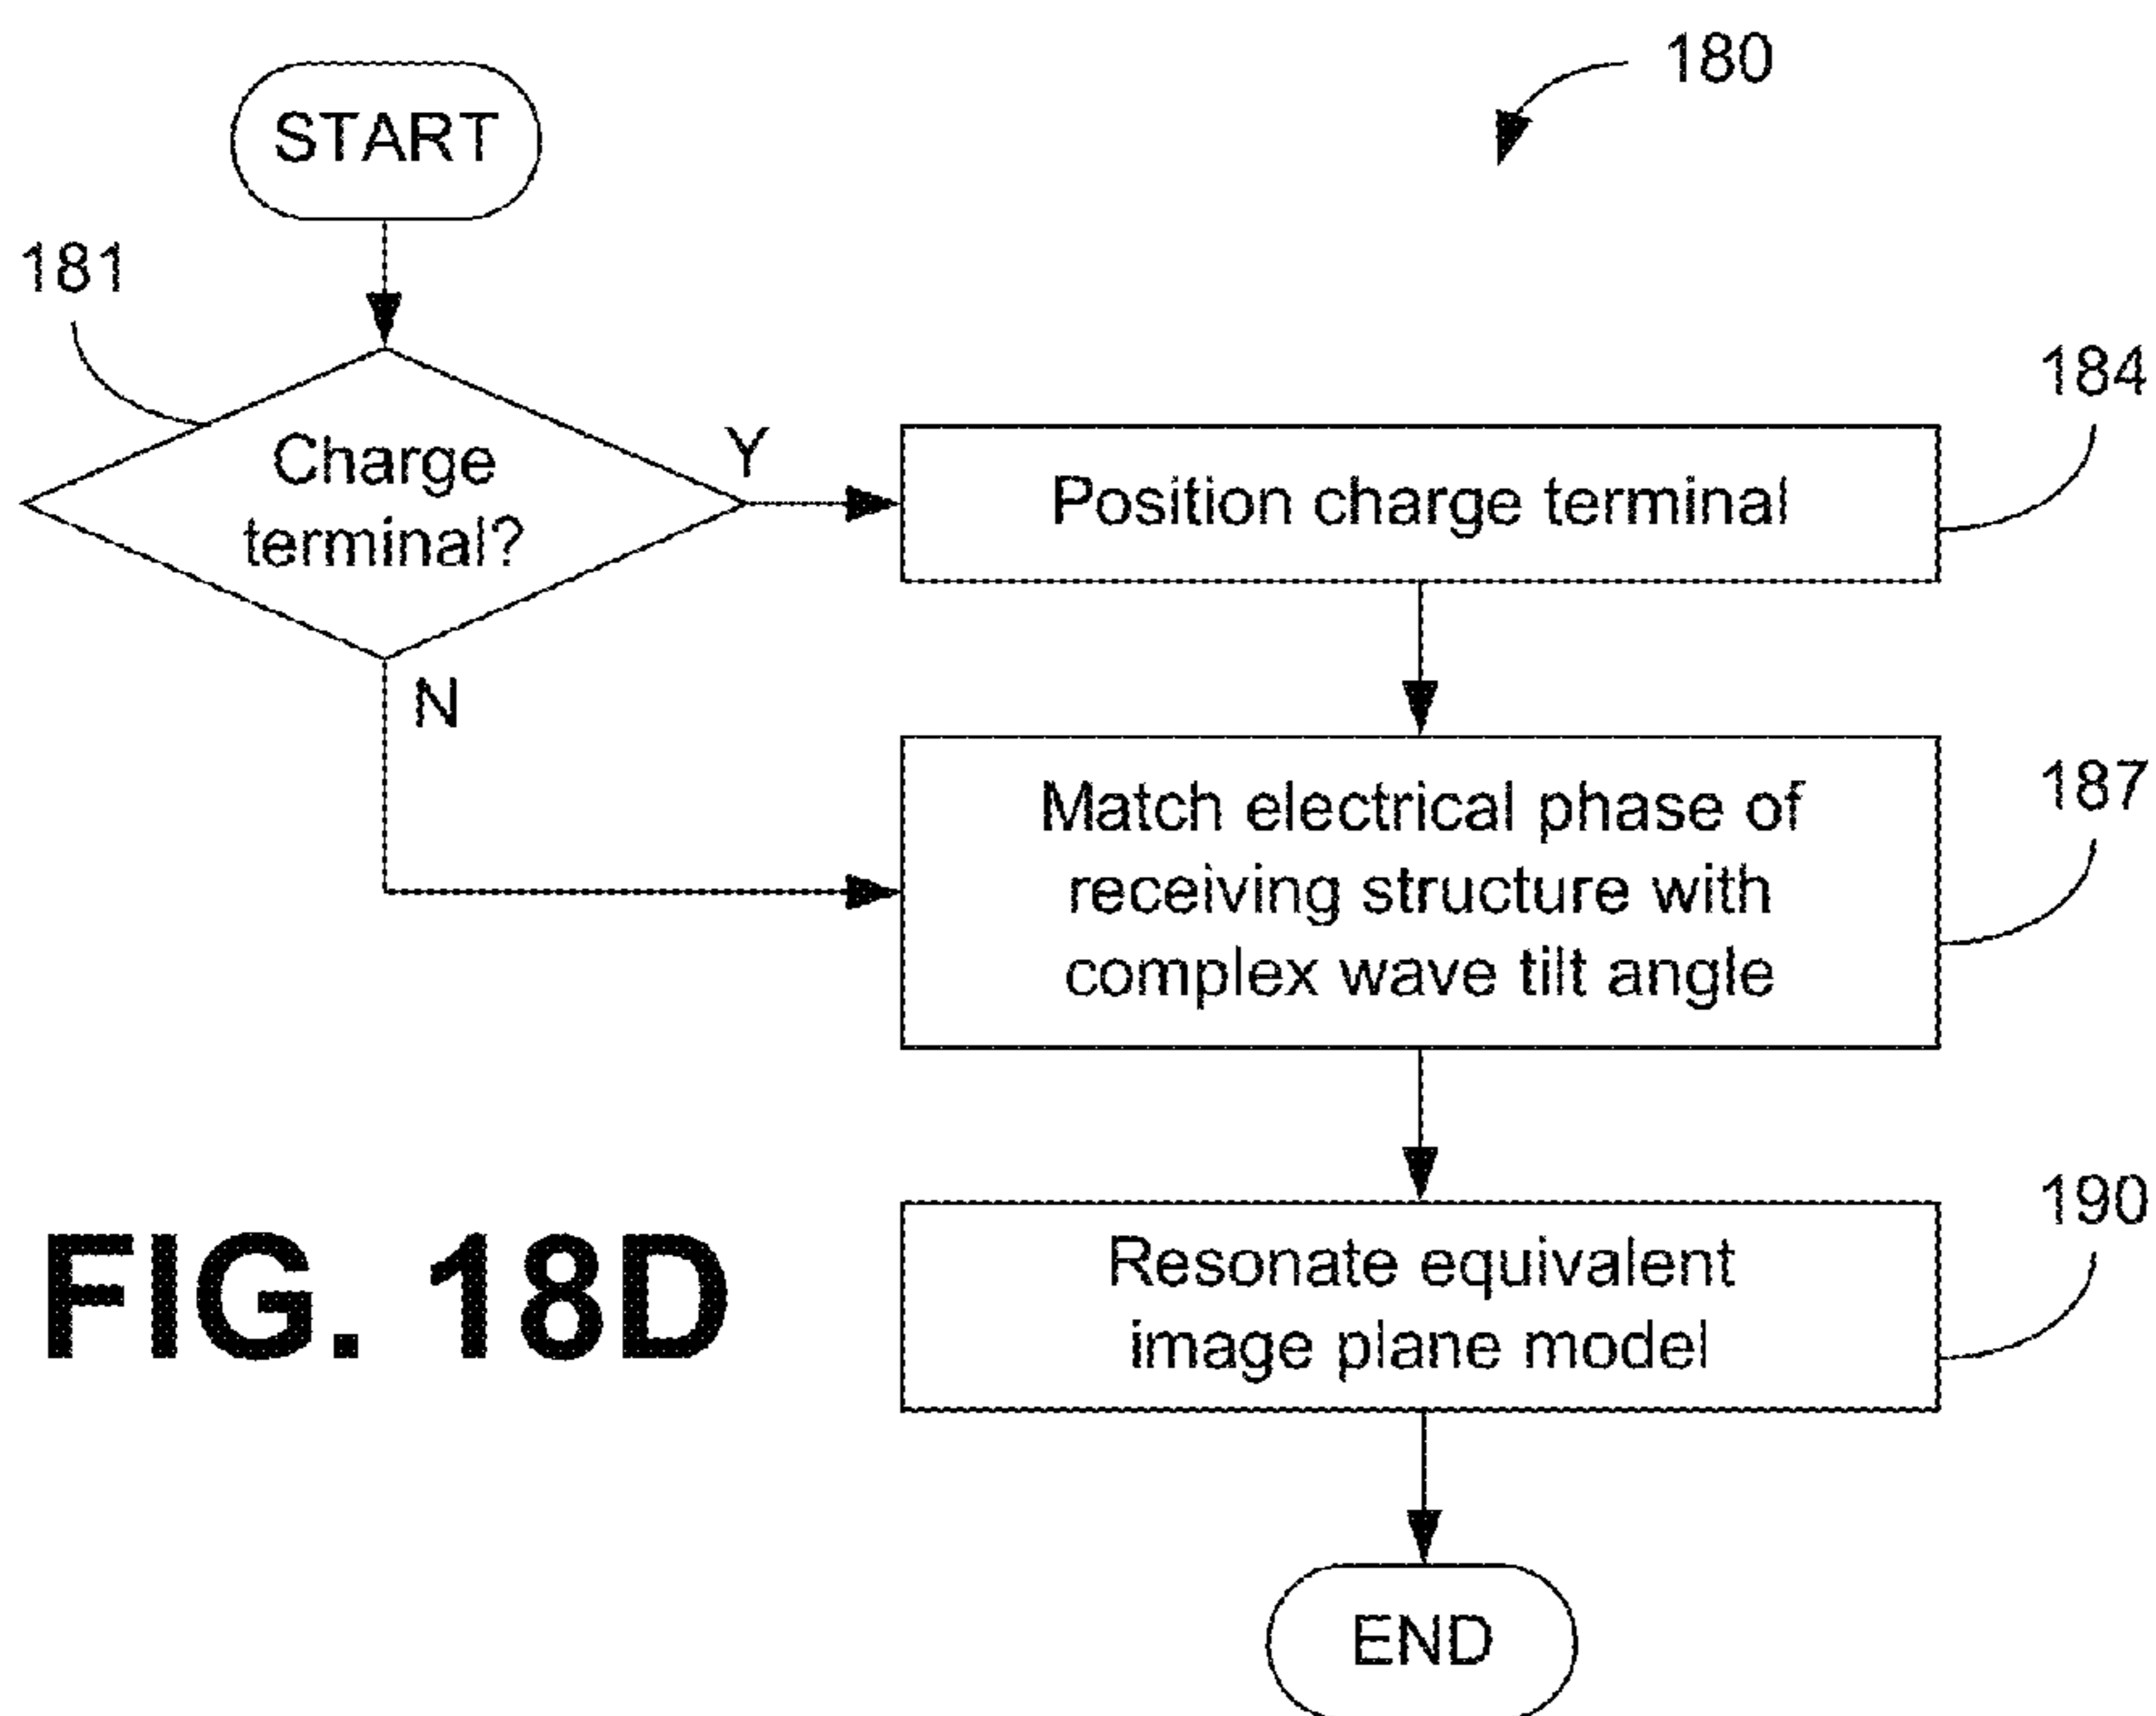 START
180
181
Charge
terminal?
Y
N
184
Position charge terminal
187
Match electrical phase of
receiving structure with
complex wave tilt angle
190
Resonate equivalent
image plane model
END
FIG. 18D